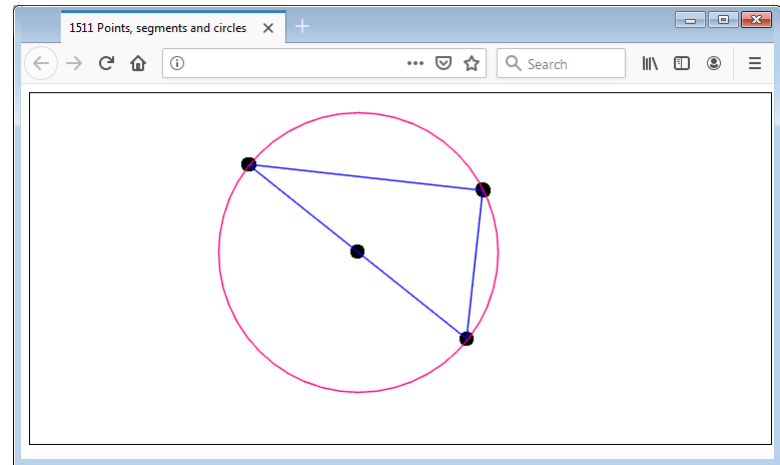 1511 Points, segments and circles
Search